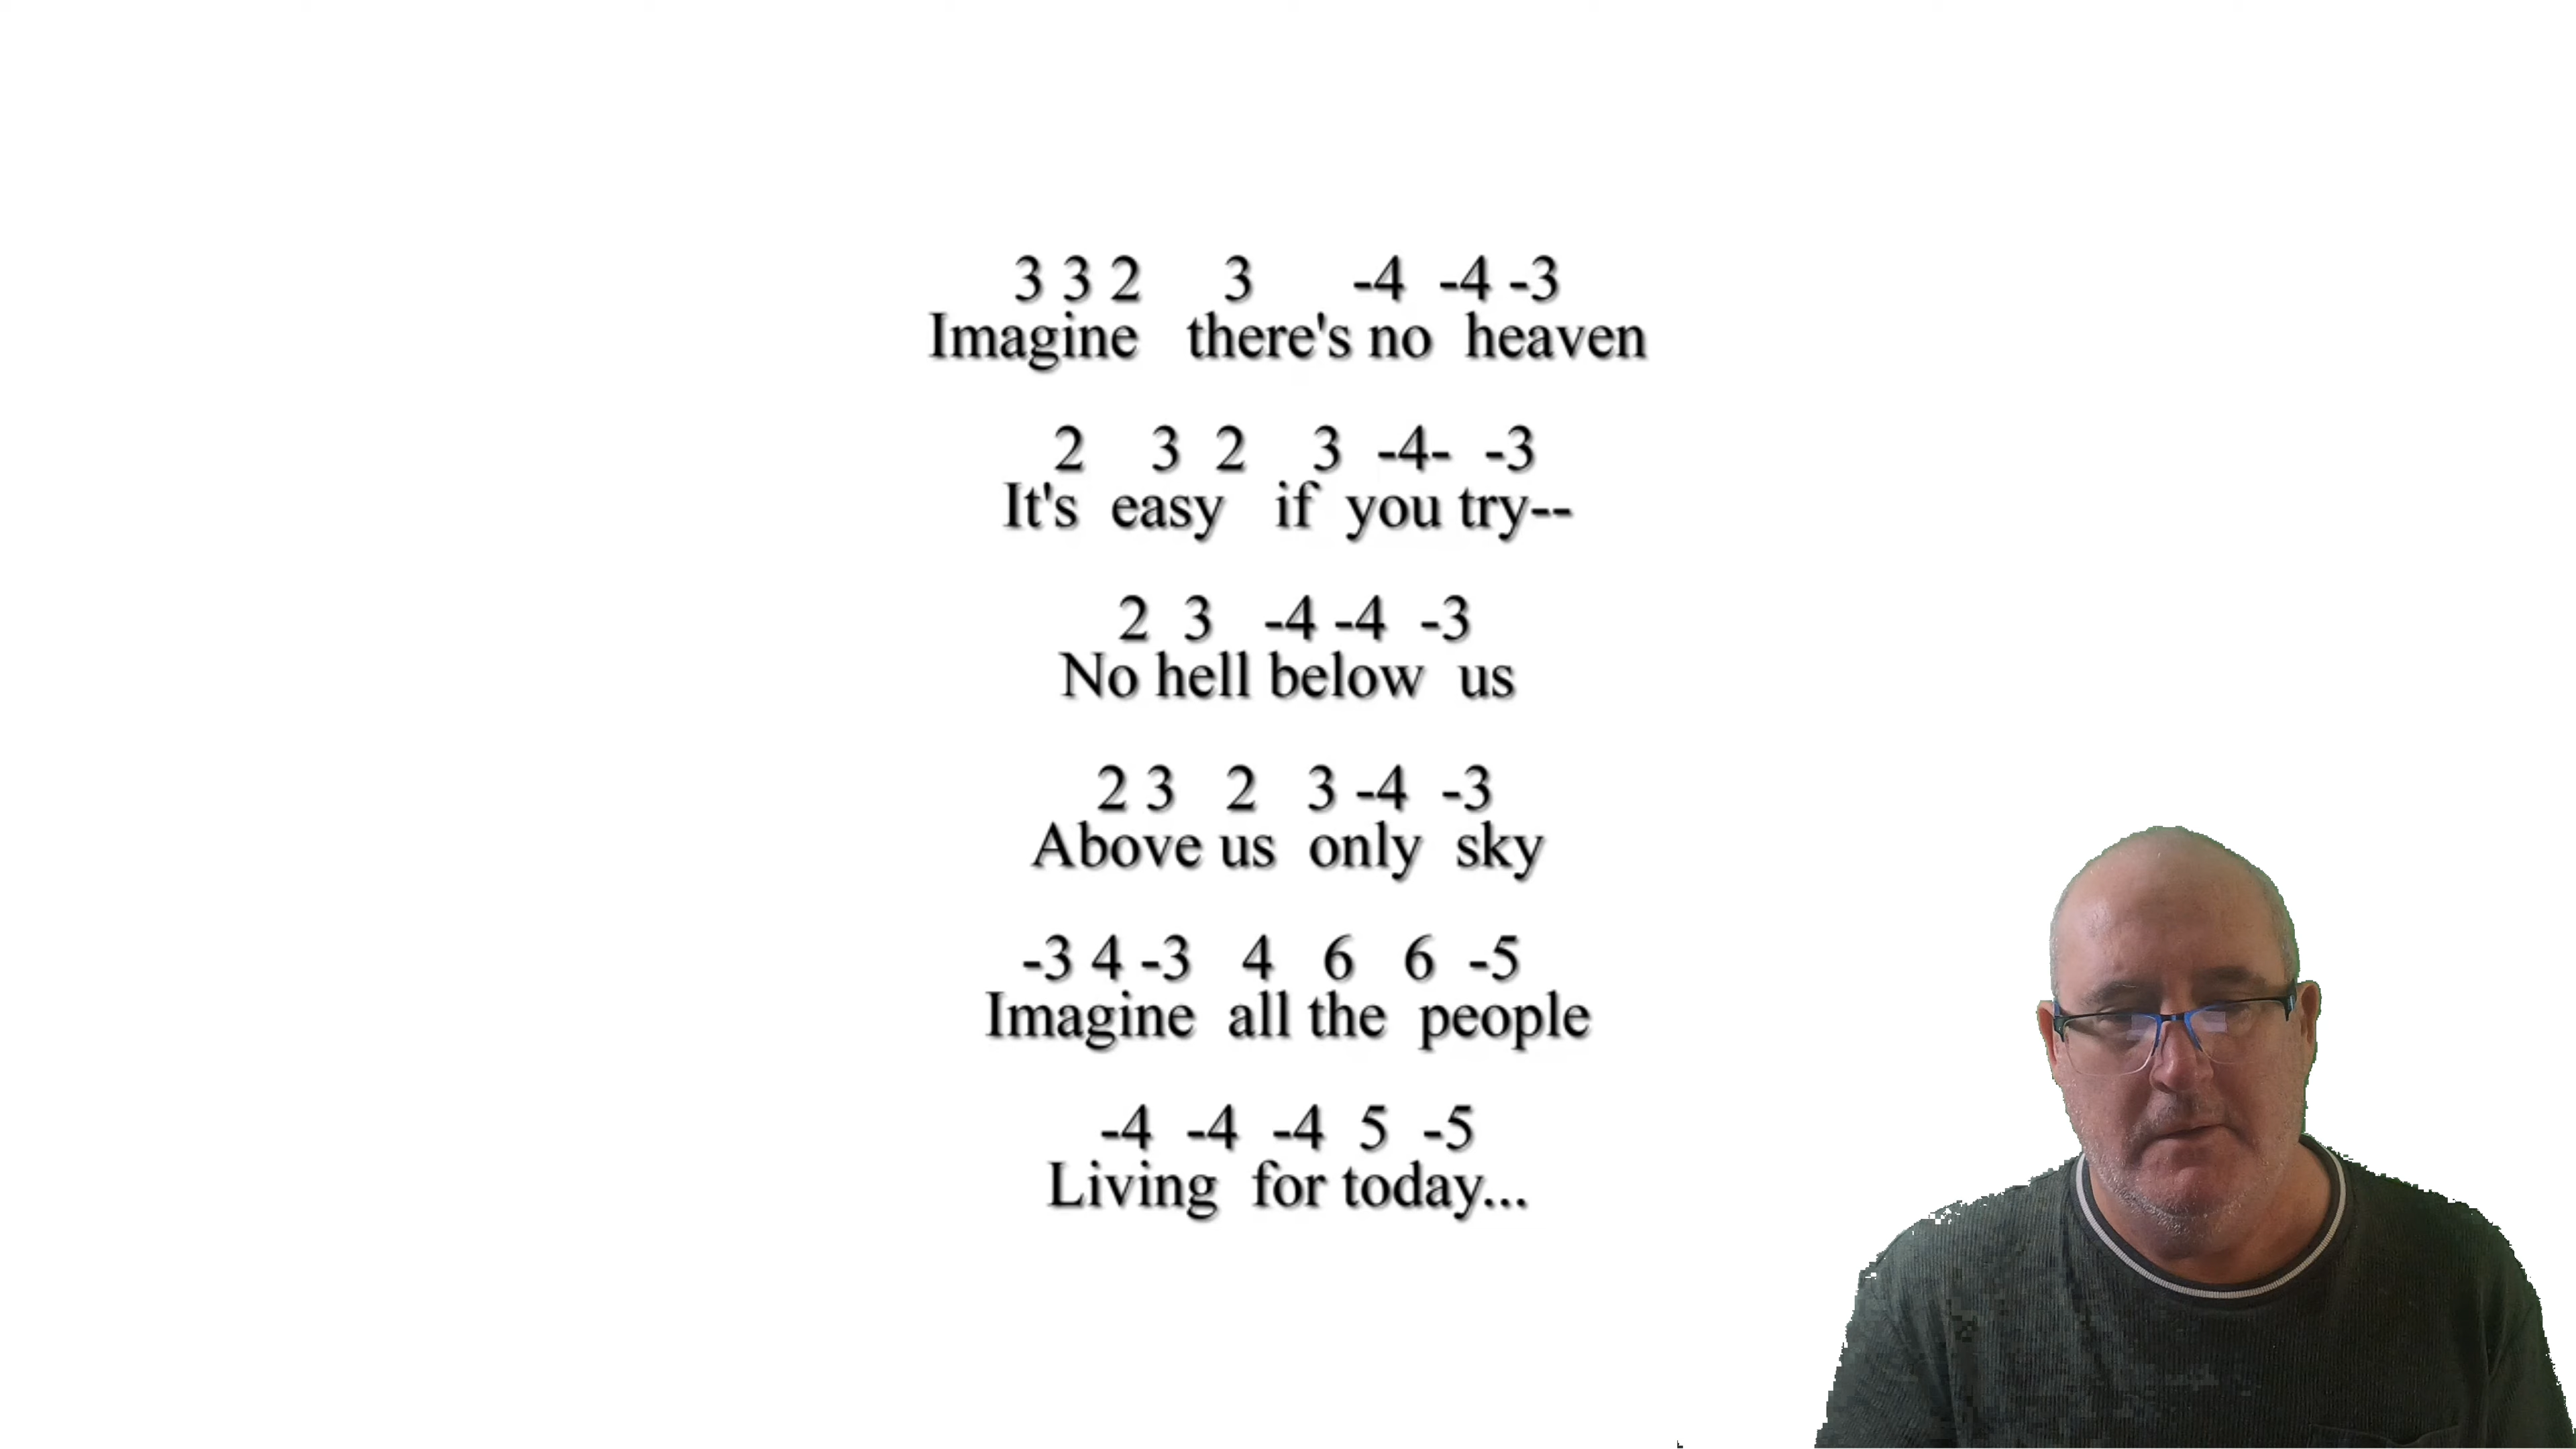 3 3 2 3 -4 -4 -3
Imagine there's no heaven
2 3 2 3 -4- -3
It's easy if you try--
2 3 -4 -4 -3
No hell below us
2 3 2 3 -4 -3
Above us only sky
-3 4 -3 4 6 6 -5
Imagine all the people
-4 -4 -4 5 -5
Living for today...